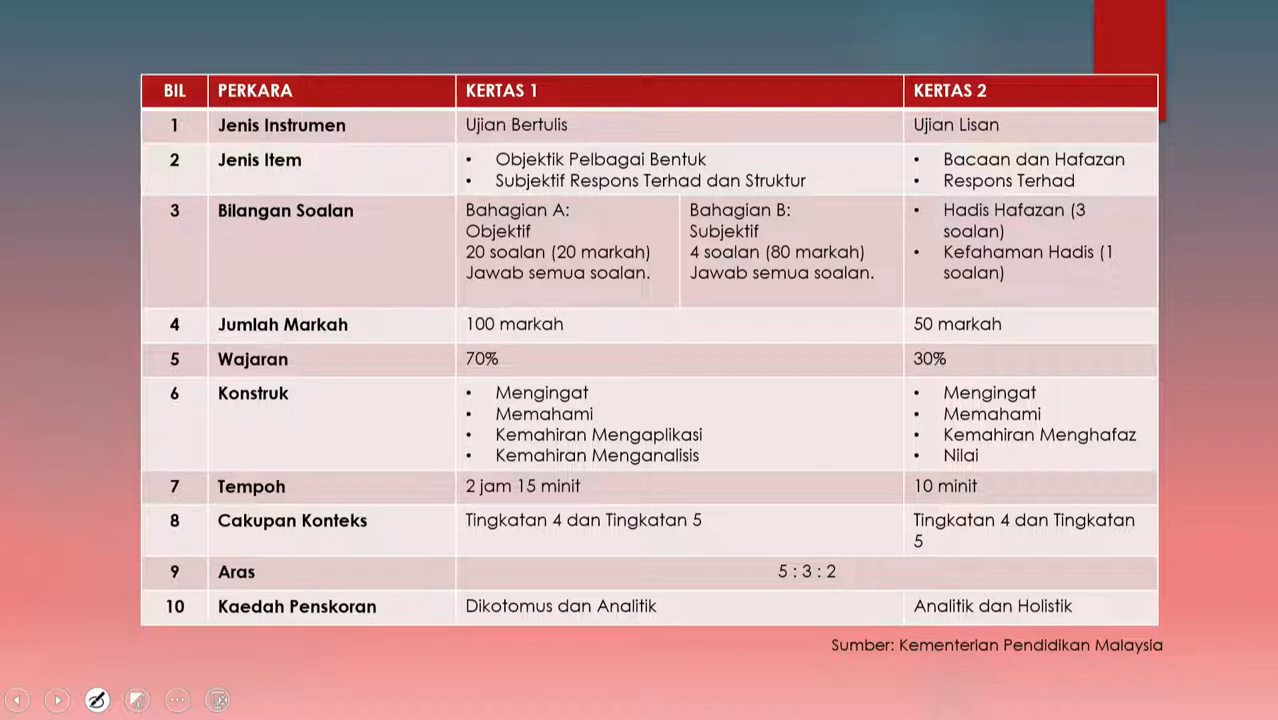 BIL PERKARA KERTAS 1 KERTAS 2
1 Jenis Instrumen Ujian Bertulis Ujian Lisan
2 Jenis Item
• Objektik Pelbagai Bentuk
• Subjektif Respons Terhad dan Struktur
• Bacaan dan Hafazan
• Respons Terhad
3 Bilangan Soalan
Bahagian A:
Objektif
20 soalan (20 markah)
Jawab semua soalan.
Bahagian B:
Subjektif
4 soalan (80 markah)
Jawab semua soalan.
• Hadis Hafazan (3
soalan)
• Kefahaman Hadis (1
soalan)
4 Jumlah Markah 100 markah 50 markah
5 Wajaran 70% 30%
6 Konstruk
• Mengingat
• Memahami
• Kemahiran Mengaplikasi
• Kemahiran Menganalisis
• Mengingat
• Memahami
• Kemahiran Menghafaz
• Nilai
7 Tempoh 2 jam 15 minit 10 minit
8 Cakupan Konteks Tingkatan 4 dan Tingkatan 5
Tingkatan 4 dan Tingkatan
5
9 Aras 5 : 3 : 2
10 Kaedah Penskoran Dikotomus dan Analitik Analitik dan Holistik
Sumber: Kementerian Pendidikan Malaysia